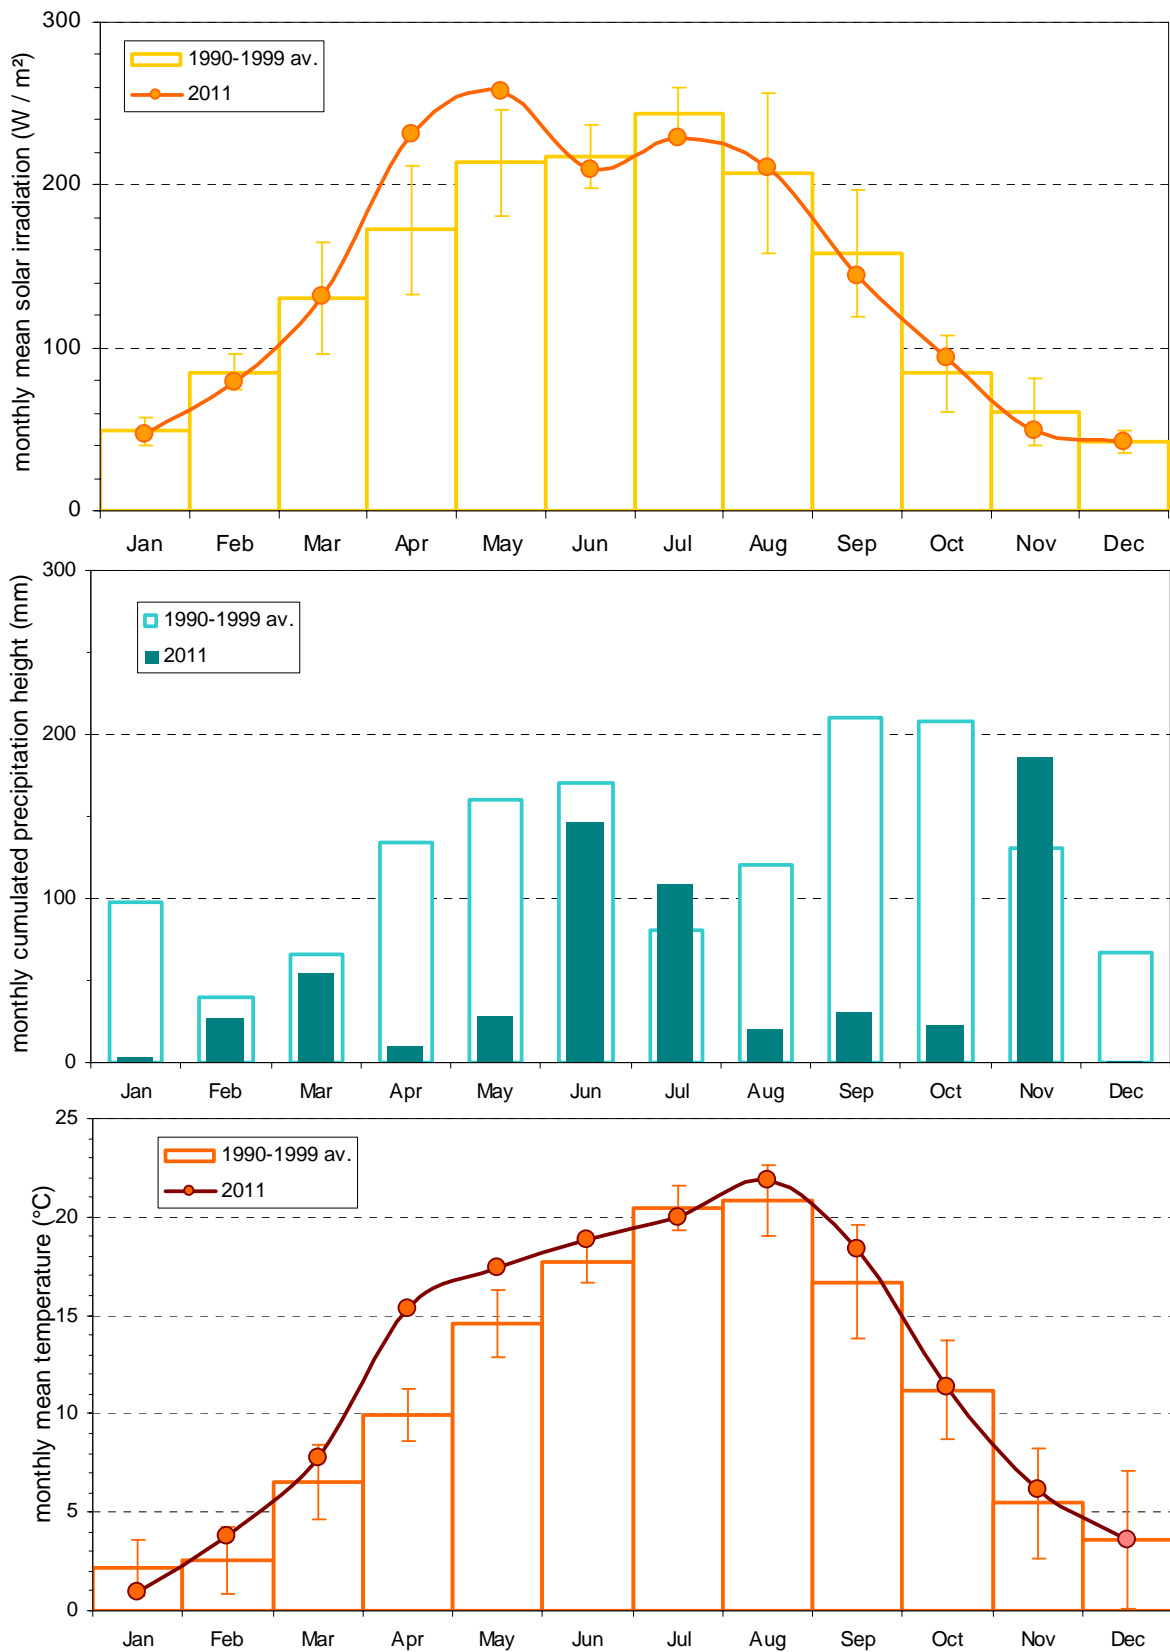 monthly mean solar irradiation (W / m²)
300
200
100
0
1990-1999 av.
2011
Jan Feb Mar Apr May Jun Jul Aug Sep Oct Nov Dec
monthly cumulated precipitation height (mm)
300
200
100
0
1990-1999 av.
2011
Jan Feb Mar Apr May Jun Jul Aug Sep Oct Nov Dec
monthly mean temperature (°C)
25
20
15
10
5
0
1990-1999 av.
2011
Jan Feb Mar Apr May Jun Jul Aug Sep Oct Nov Dec